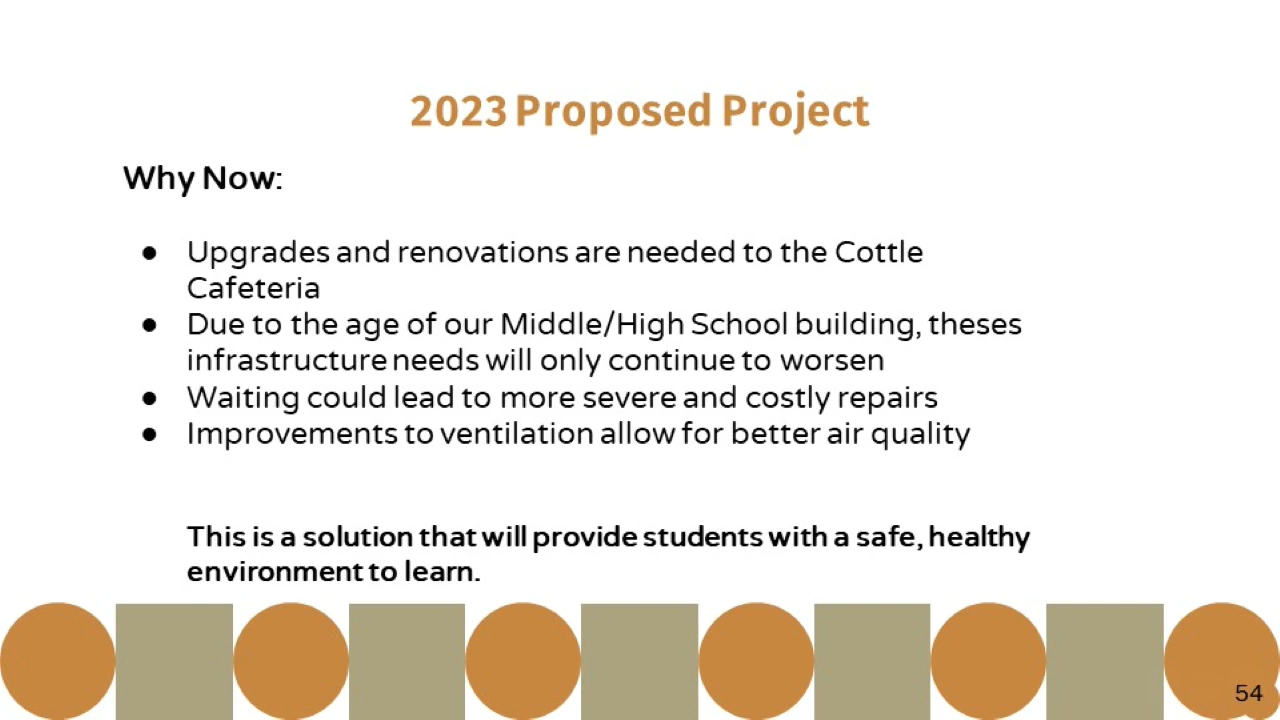 2023 Proposed Project
Why Now:
● Upgrades and renovations are needed to the Cottle
Cafeteria
● Due to the age of our Middle/High School building, theses
infrastructure needs will only continue to worsen
● Waiting could lead to more severe and costly repairs
● Improvements to ventilation allow for better air quality
This is a solution that will provide students with a safe, healthy
environment to learn.
54